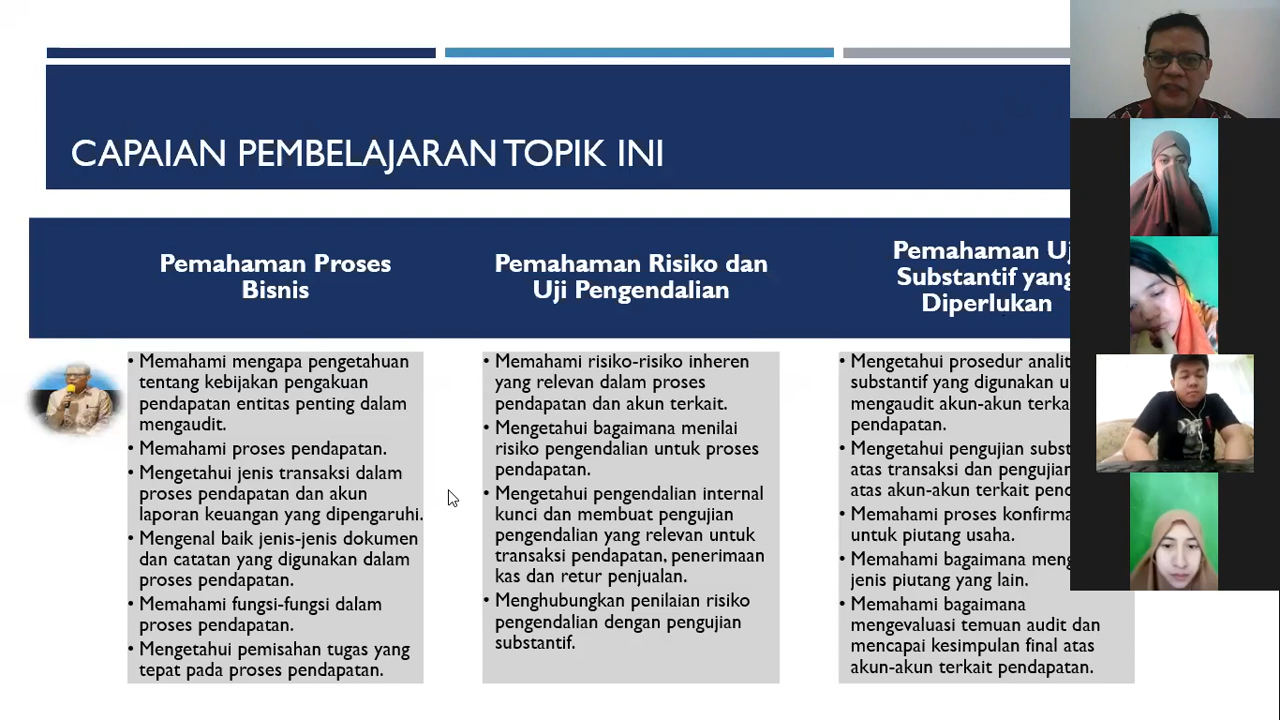 CAPAIAN PEMBELAJARAN TOPIK INI
Pemahaman Proses
Bisnis
• Memahami mengapa pengetahuan
tentang kebijakan pengakuan
pendapatan entitas penting dalam
mengaudit.
• Memahami proses pendapatan.
• Mengetahui jenis transaksi dalam
proses pendapatan dan akun
laporan keuangan yang dipengaruhi.
• Mengenal baik jenis-jenis dokumen
dan catatan yang digunakan dalam
proses pendapatan.
• Memahami fungsi-fungsi dalam
proses pendapatan.
• Mengetahui pemisahan tugas yang
tepat pada proses pendapatan.
Pemahaman Risiko dan
Uji Pengendalian
• Memahami risiko-risiko inheren
yang relevan dalam proses
pendapatan dan akun terkait.
• Mengetahui bagaimana menilai
risiko pengendalian untuk proses
pendapatan.
• Mengetahui pengendalian internal
kunci dan membuat pengujian
pengendalian yang relevan untuk
transaksi pendapatan, penerimaan
kas dan retur penjualan.
• Menghubungkan penilaian risiko
pengendalian dengan pengujian
substantif.
Pemahaman
Substantif yang
Diperlukan
• Mengetahui prosedur
substantif yang digunakan
mengaudit akun-akun
pendapatan.
• Mengetahui pengujian
atas transaksi dan pengujian
atas akun-akun terkait
• Memahami proses
untuk piutang usaha.
• Memahami bagaimana
jenis piutang yang lain.
• Memahami bagaimana
mengevaluasi temuan audit dan
mencapai kesimpulan final atas
akun-akun terkait pendapatan.